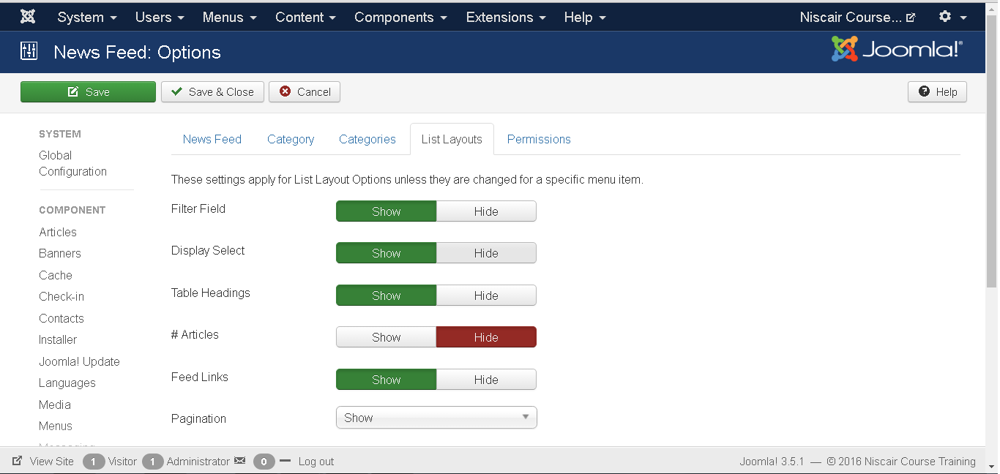 System Users Menus Content Components Extensions Help Niscair Course...
News Feed: Options Joomla!®
Save Save & Close Cancel Help
SYSTEM
Global
Configuration
COMPONENT
Articles
Banners
Cache
Check-in
Contacts
Installer
Joomla! Update
Languages
Media
Menus
Messaging
News Feed Category Categories List Layouts Permissions
These settings apply for List Layout Options unless they are changed for a specific menu item.
Filter Field Show Hide
Display Select Show Hide
Table Headings Show Hide
# Articles Show Hide
Feed Links Show Hide
Pagination Show
View Site 1 Visitor 1 Administrator 0 Log out Joomla! 3.5.1 — © 2016 Niscair Course Training